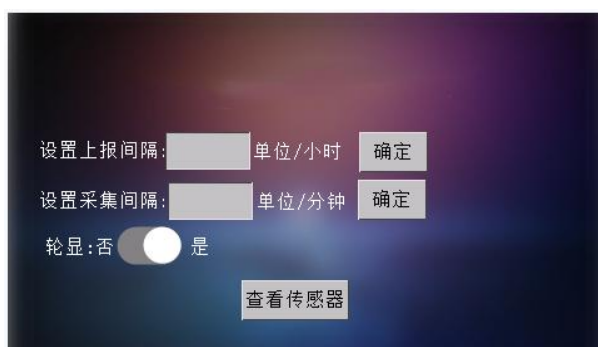 设置上报间隔: 单位/小时 确定
设置采集间隔: 单位/分钟 确定
轮显:否 是
查看传感器